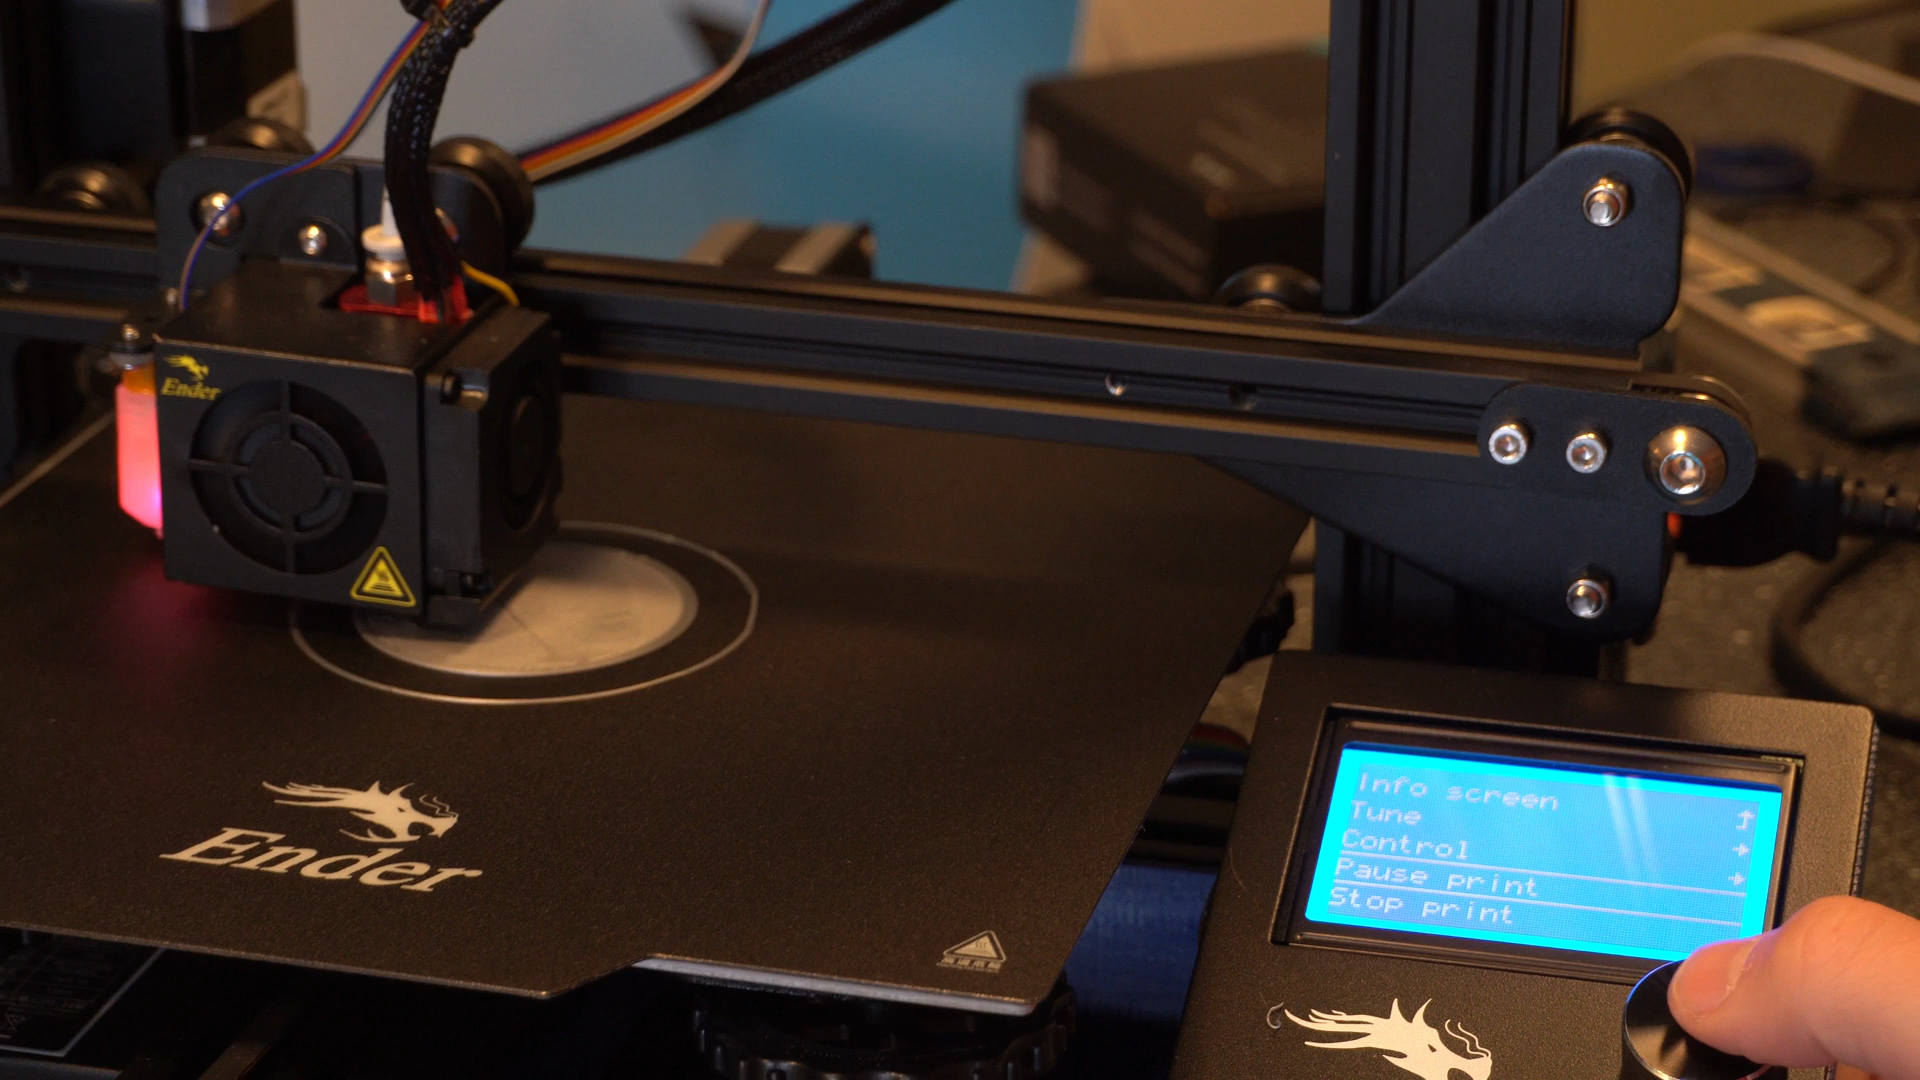 Ender
Ender
Info screen
Tune
Control
Pause print
Stop print